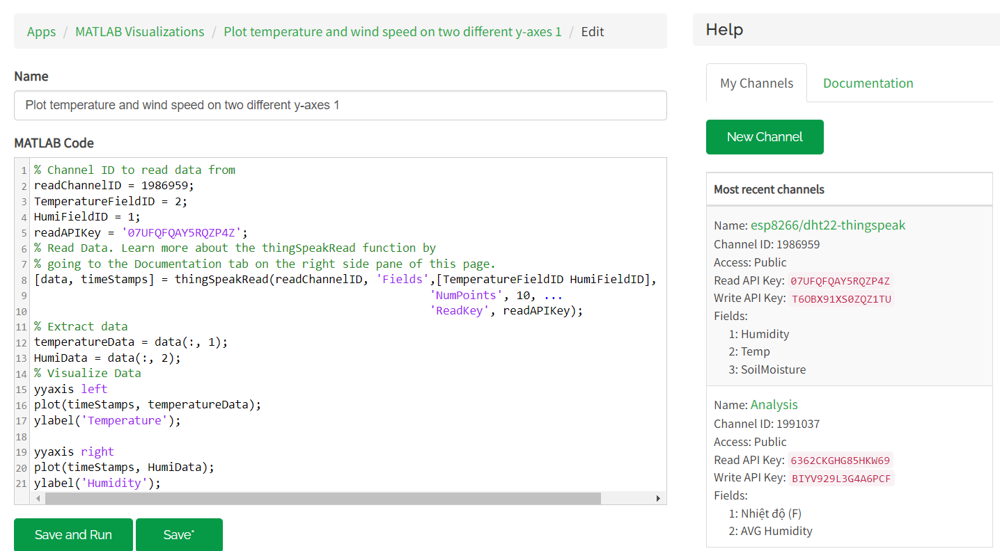 Apps / MATLAB Visualizations / Plot temperature and wind speed on two different y-axes 1 / Edit
Name
Plot temperature and wind speed on two different y-axes 1
MATLAB Code
1 % Channel ID to read data from
2 readChannelID = 1986959;
3 TemperatureFieldID = 2;
4 HumiFieldID = 1;
5 readAPIKey = '07UFQFQAY5RQZP4Z';
6 % Read Data. Learn more about the thingSpeakRead function by
7 % going to the Documentation tab on the right side pane of this page.
8 [data, timeStamps] = thingSpeakRead(readChannelID, 'Fields',[TemperatureFieldID HumiFieldID],
9 'NumPoints', 10, ...
10 'ReadKey', readAPIKey);
11 % Extract data
12 temperatureData = data(:, 1);
13 HumiData = data(:, 2);
14 % Visualize Data
15 yyaxis left
16 plot(timeStamps, temperatureData);
17 ylabel('Temperature');
18
19 yyaxis right
20 plot(timeStamps, HumiData);
21 ylabel('Humidity');
Save and Run
Save*
Help
My Channels
Documentation
New Channel
Most recent channels
Name: esp8266/dht22-thingspeak
Channel ID: 1986959
Access: Public
Read API Key: 07UFQFQAY5RQZP4Z
Write API Key: T6OBX91XS0ZQZ1TU
Fields:
1: Humidity
2: Temp
3: SoilMoisture
Name: Analysis
Channel ID: 1991037
Access: Public
Read API Key: 6362CKGHG85HKW69
Write API Key: BIYV929L3G4A6PCF
Fields:
1: Nhiệt độ (F)
2: AVG Humidity